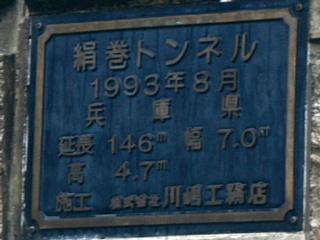 絹巻トンネル
1993年8月
兵庫県
延長 146m 幅 7.0m
高 4.7m
施工 株式会社 川嶋工務店